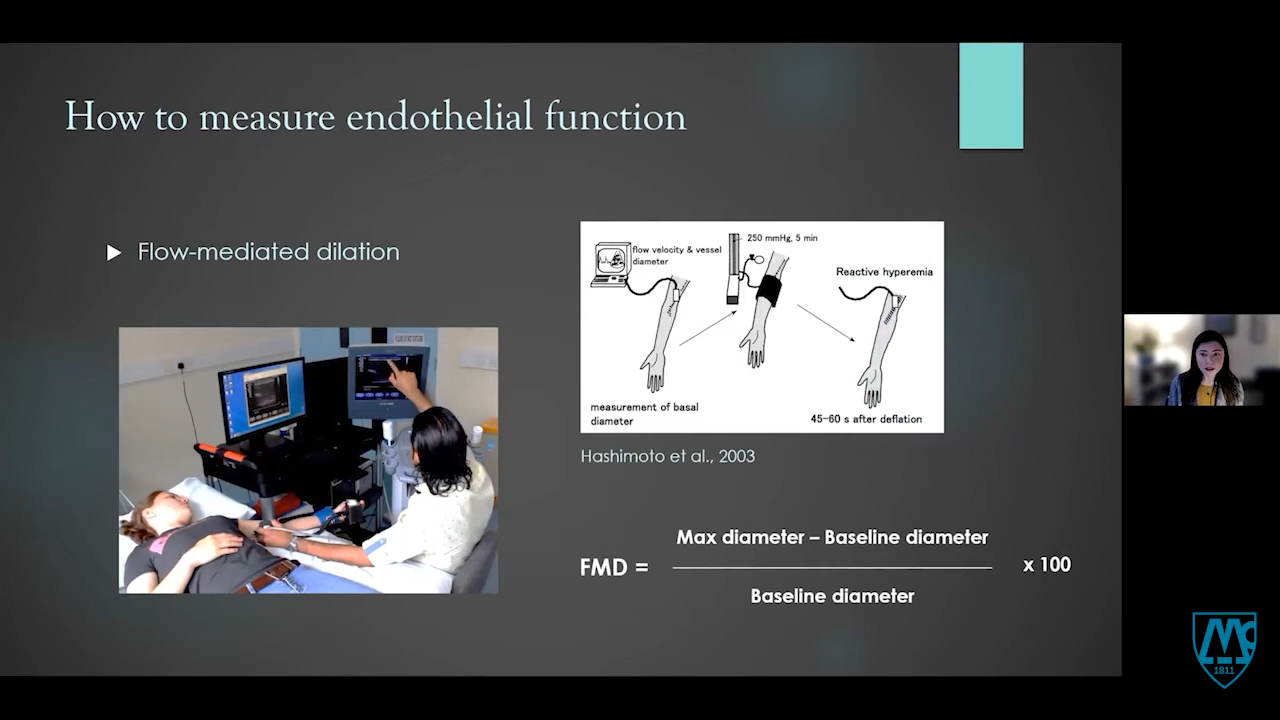 How to measure endothelial function
Flow-mediated dilation
flow velocity & vessel
diameter
250 mmHg, 5 min
Reactive hyperemia
measurement of basal
diameter
45-60 s after deflation
Hashimoto et al., 2003
Max diameter – Baseline diameter
FMD =
x 100
Baseline diameter
1811